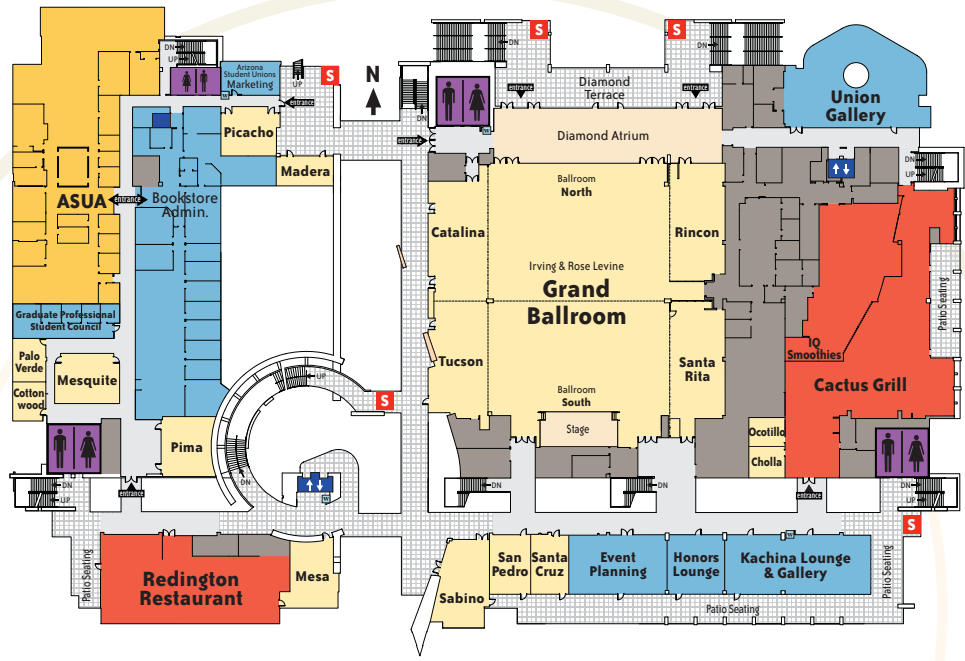 S
S
DN
DN
DN
UP
Arizona
Student Unions
Marketing
UP
S
N
Diamond
Terrace
entrance
entrance
Union
Gallery
W
entrance
DN
W
Picacho
entrance
Diamond Atrium
Madera
DN
UP
Ballroom
North
ASUA
entrance
Bookstore
Admin.
Catalina
Rincon
Irving & Rose Levine
Grand
Ballroom
Patio Seating
Graduate Professional
Student Council
Palo
Verde
Mesquite
Cotton-
wood
Tucson
Santa
Rita
IQ
Smoothies
Cactus Grill
UP
Ballroom
South
S
Stage
Ocotillo
Cholla
Pima
DN
DN
UP
entrance
W
DN
DN
entrance
DN
UP
S
Patio Seating
Redington
Restaurant
Mesa
Sabino
San
Pedro
Santa
Cruz
Event
Planning
Honors
Lounge
W
Kachina Lounge
& Gallery
Patio Seating
Patio Seating